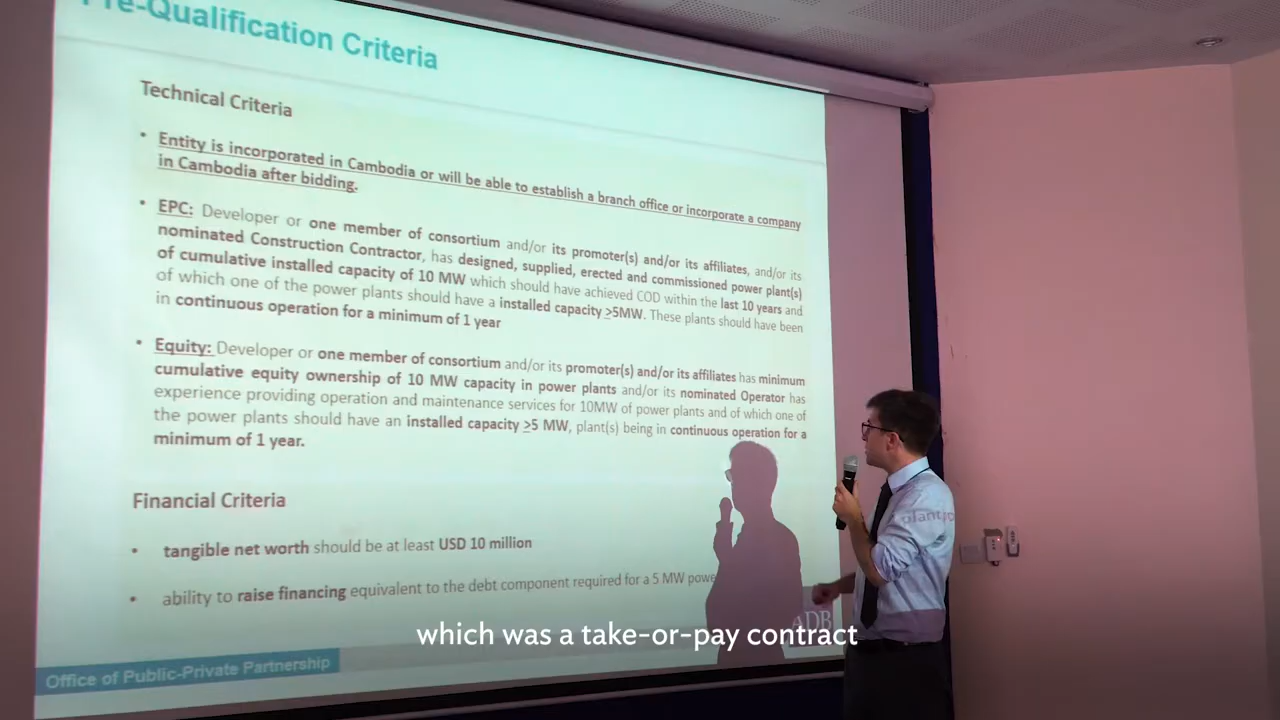 Pre-Qualification Criteria
Technical Criteria
• Entity is incorporated in Cambodia or will be able to establish a branch office or incorporate a company
in Cambodia after bidding.
• EPC: Developer or one member of consortium and/or its promoter(s) and/or its affiliates, and/or its
nominated Construction Contractor, has designed, supplied, erected and commissioned power plant(s)
of cumulative installed capacity of 10 MW which should have achieved COD within the last 10 years and
of which one of the power plants should have a installed capacity ≥5MW. These plants should have been
in continuous operation for a minimum of 1 year
• Equity: Developer or one member of consortium and/or its promoter(s) and/or its affiliates has minimum
cumulative equity ownership of 10 MW capacity in power plants and/or its nominated Operator has
experience providing operation and maintenance services for 10MW of power plants and of which one of
the power plants should have an installed capacity ≥5 MW, plant(s) being in continuous operation for a
minimum of 1 year.
Financial Criteria
• tangible net worth should be at least USD 10 million
• ability to raise financing equivalent to the debt component required for a 5 MW
ADB
which was a take-or-pay contract
Office of Public-Private Partnership